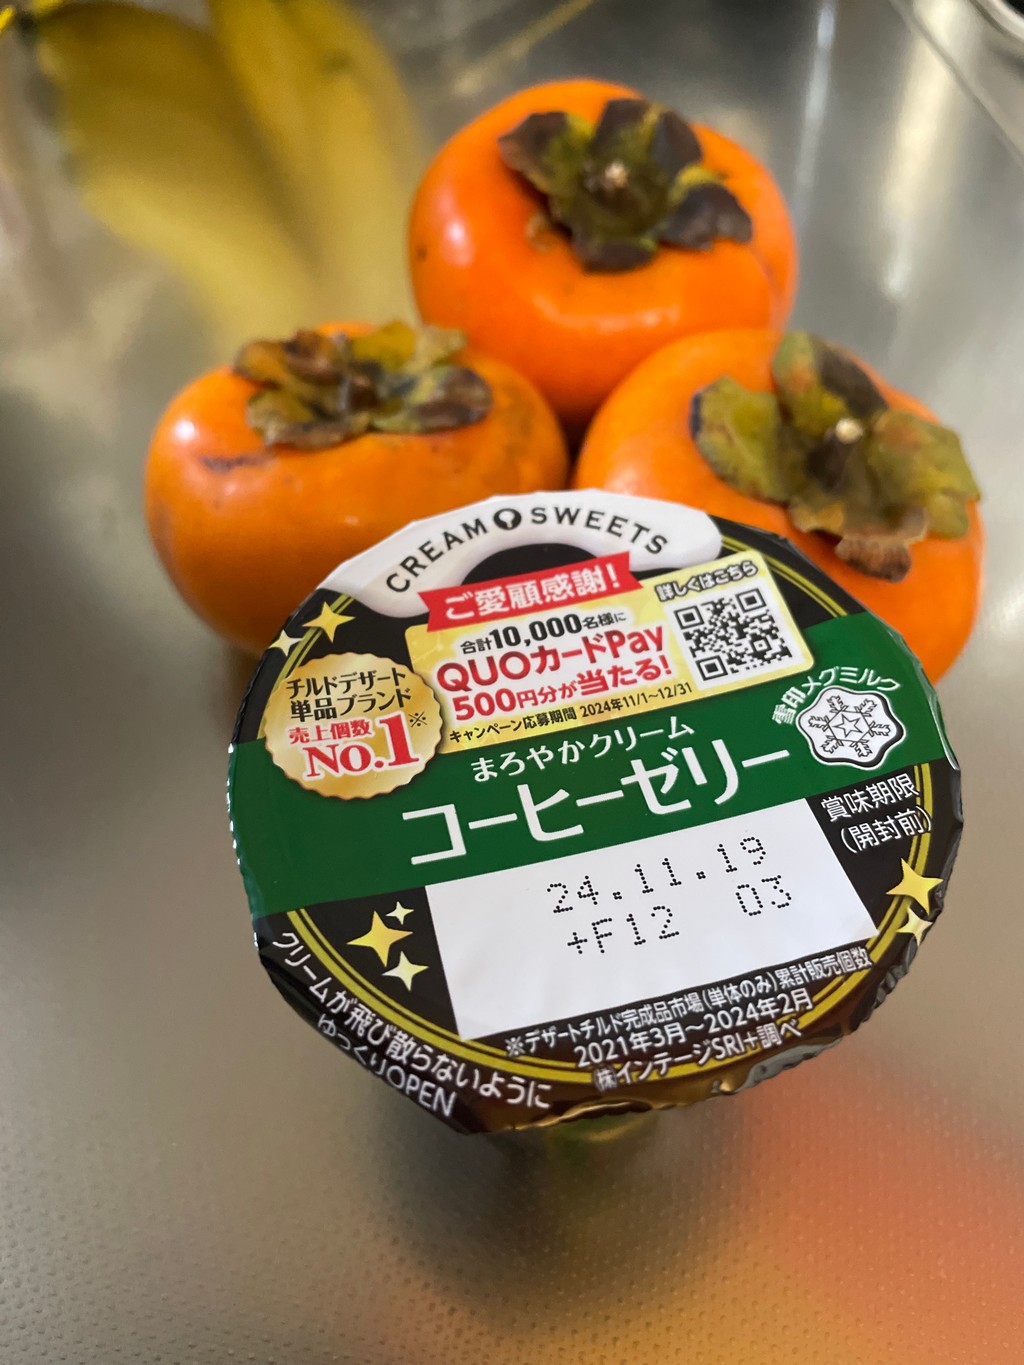 CREAM SWEETS
ご愛顧感謝!
詳しくはこちら
合計10,000名様に
QUOカードPay
500円分が当たる!
キャンペーン応募期間 2024年11/1~12/31
チルドデザート
単品ブランド
売上個数
No.1※
雪印メグミルク
まろやかクリーム
コーヒーゼリー
賞味期限
(開封前)
24.11.19
+F12 03
※デザートチルド完成品市場(単体のみ)累計販売個数
2021年3月～2024年2月
㈱インテージSRI+調べ
クリームが飛び散らないように
ゆっくりOPEN